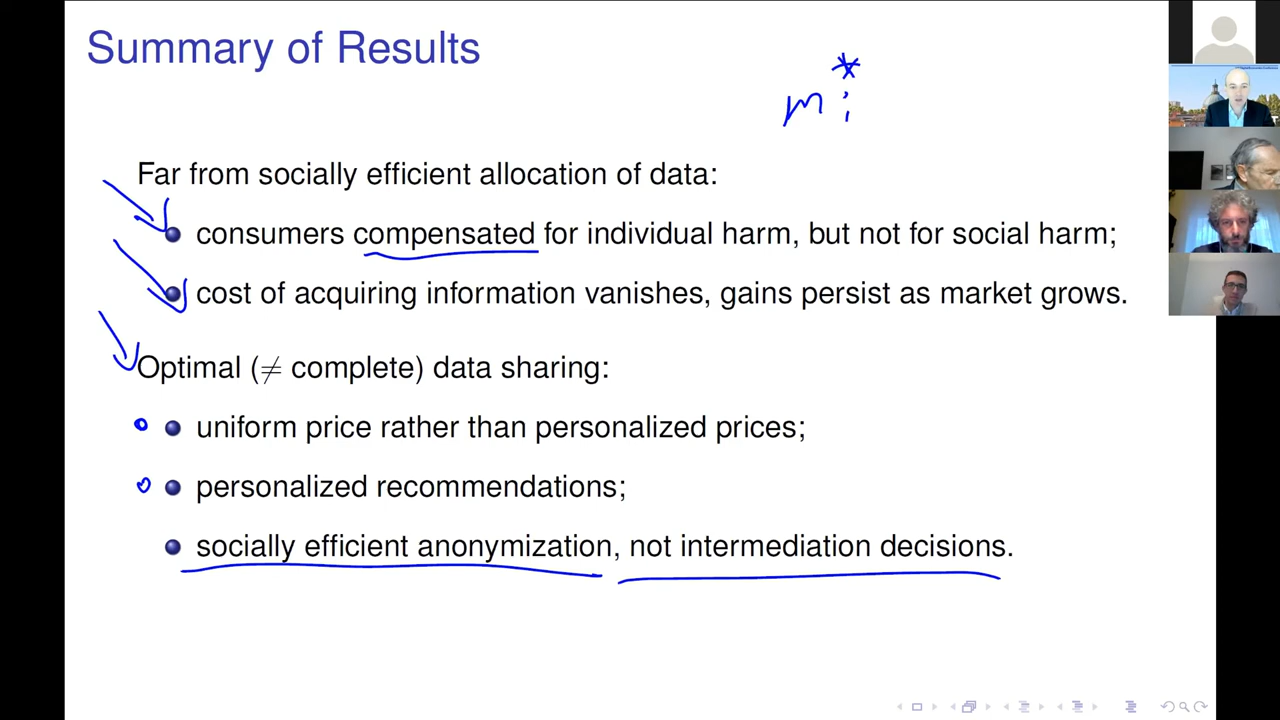 Summary of Results
m i *
Far from socially efficient allocation of data:
consumers compensated for individual harm, but not for social harm;
cost of acquiring information vanishes, gains persist as market grows.
Optimal (≠ complete) data sharing:
uniform price rather than personalized prices;
personalized recommendations;
socially efficient anonymization, not intermediation decisions.